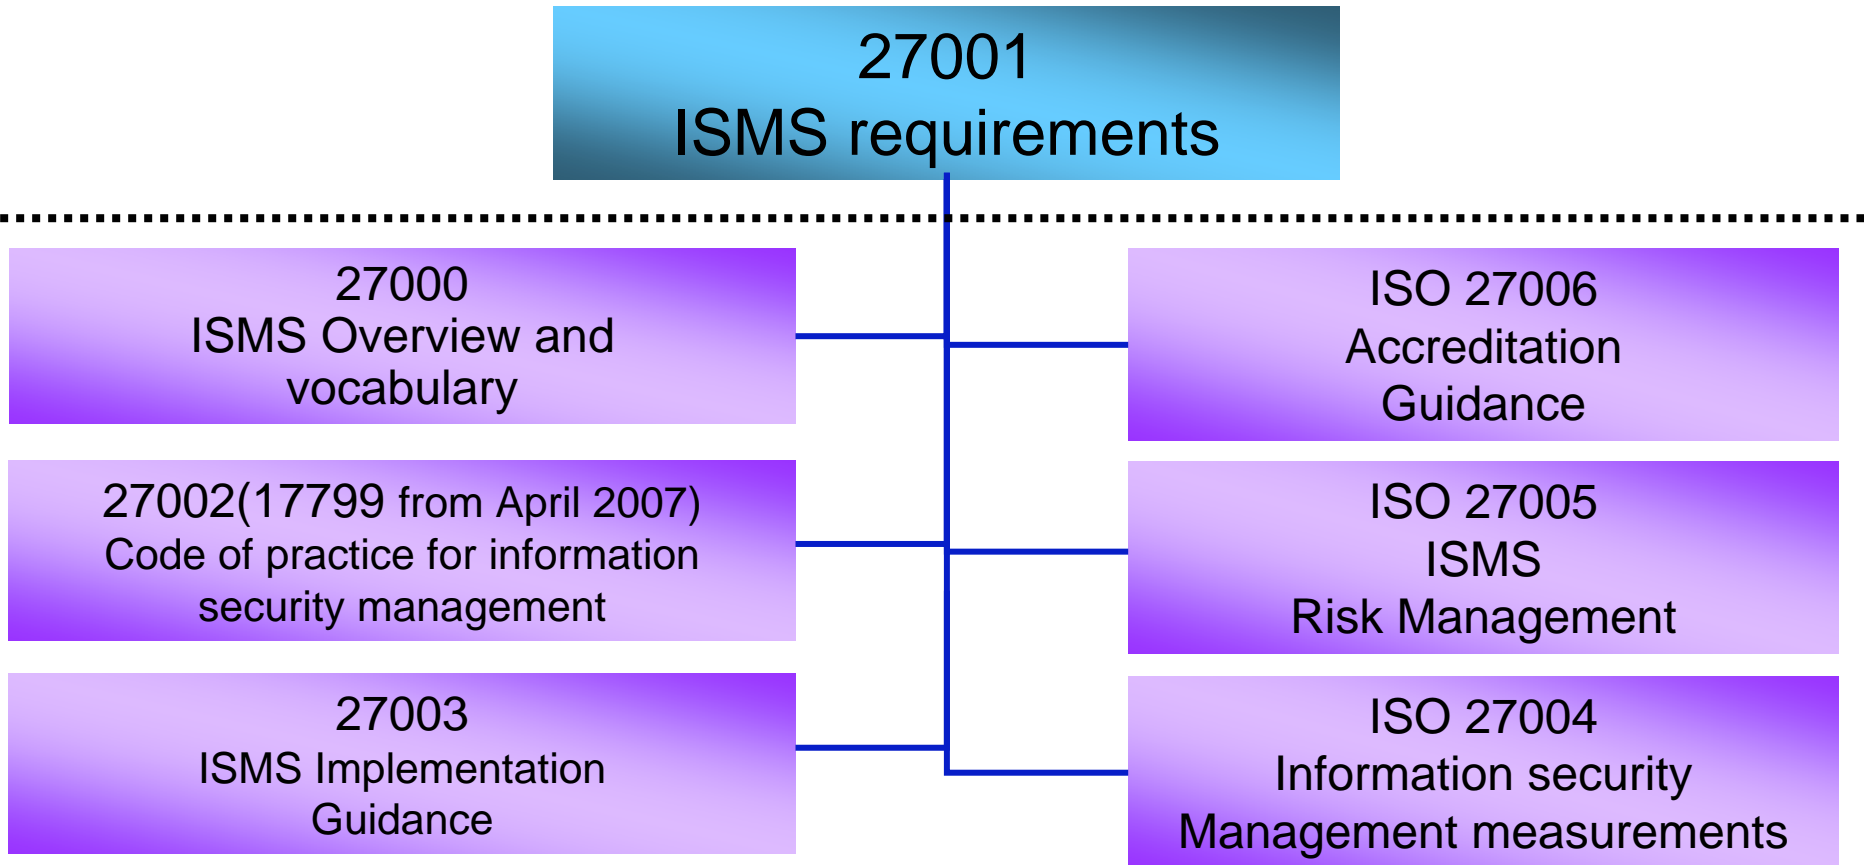 27001
ISMS requirements
27000
ISMS Overview and
vocabulary
27002(17799 from April 2007)
Code of practice for information
security management
27003
ISMS Implementation
Guidance
ISO 27006
Accreditation
Guidance
ISO 27005
ISMS
Risk Management
ISO 27004
Information security
Management measurements